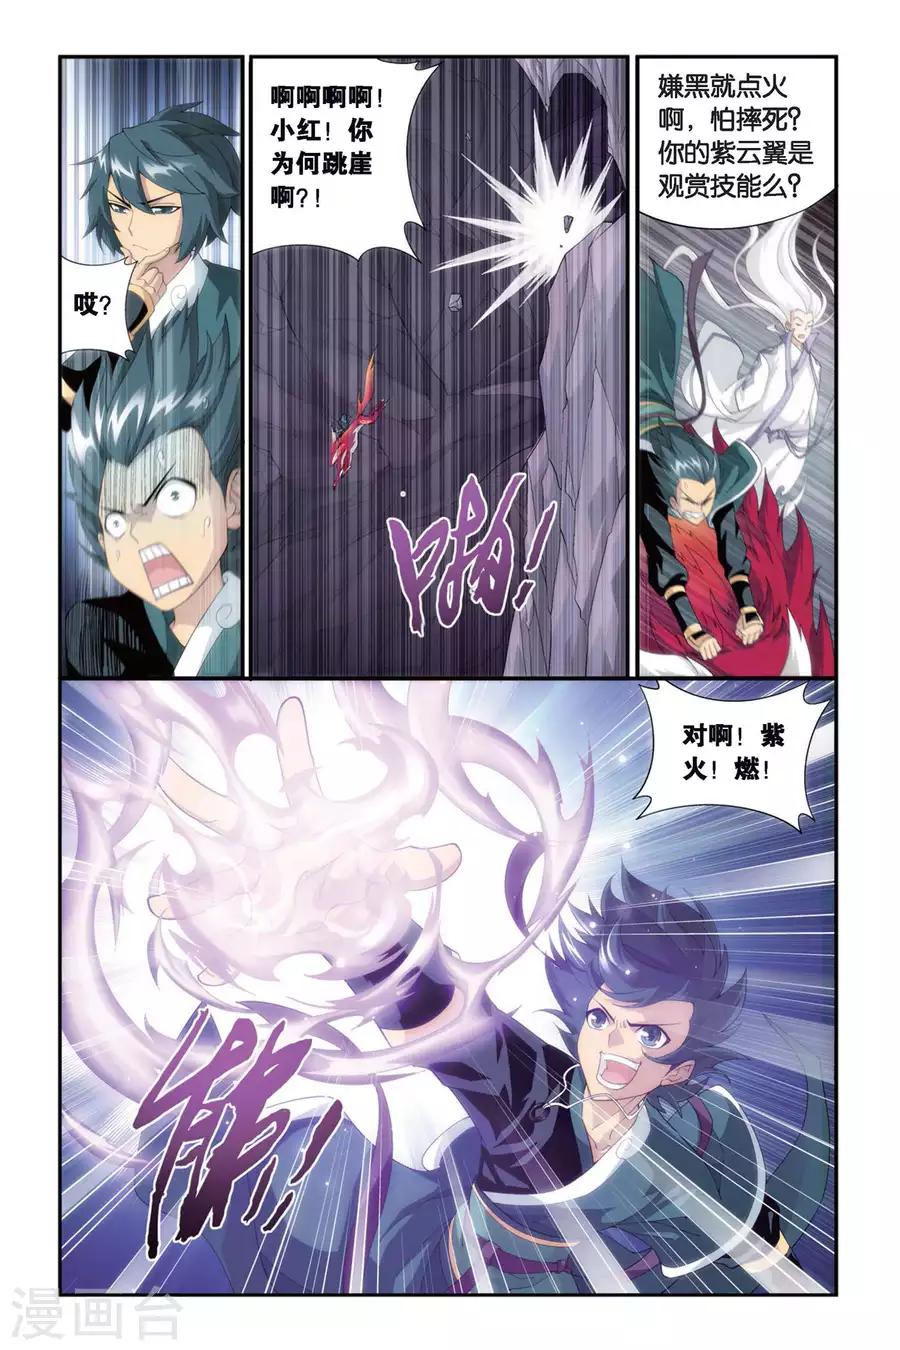 哎？
啊啊啊啊！
小红！你
为何跳崖
啊？！
啪！
嫌黑就点火
啊，怕摔死？
你的紫云翼是
观赏技能么？
对啊！紫
火！燃！
漫画台